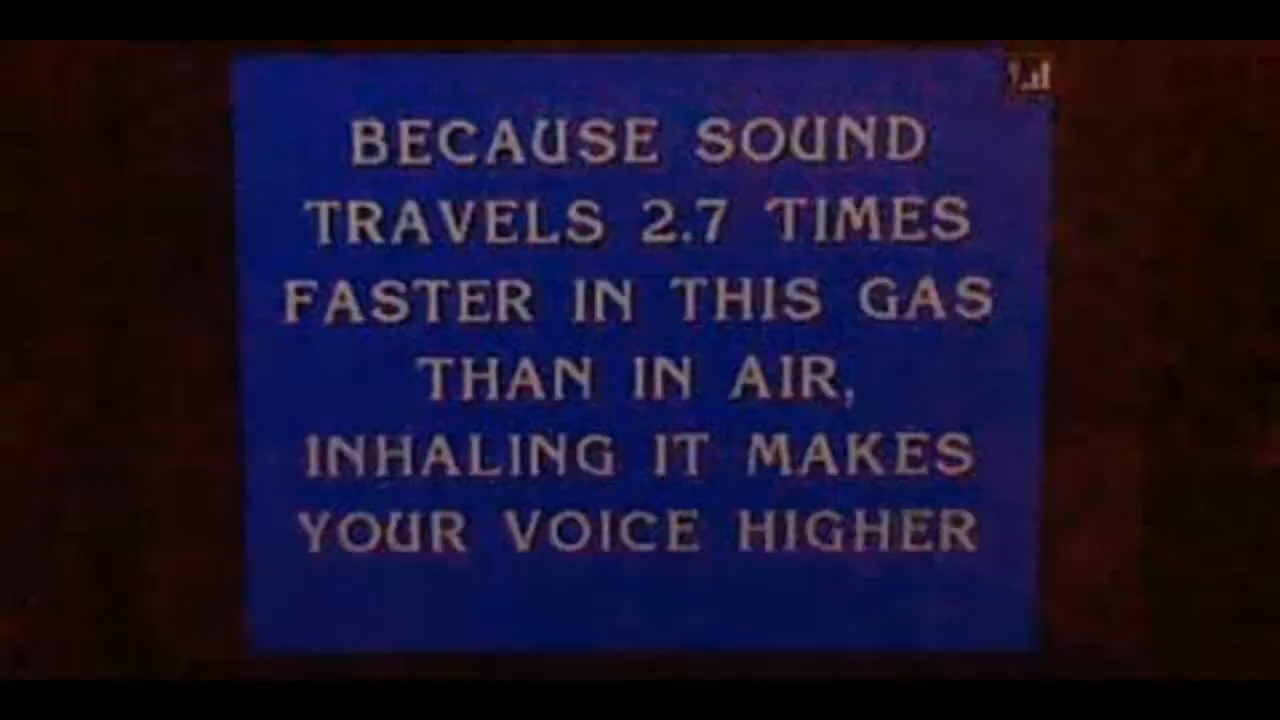 BECAUSE SOUND
TRAVELS 2.7 TIMES
FASTER IN THIS GAS
THAN IN AIR,
INHALING IT MAKES
YOUR VOICE HIGHER